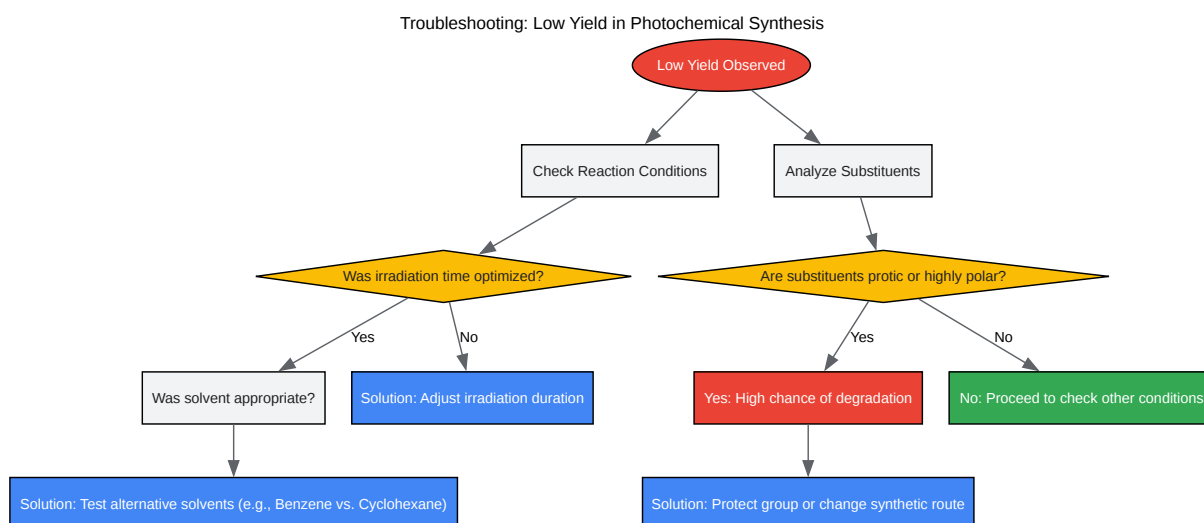 Troubleshooting: Low Yield in Photochemical Synthesis
Low Yield Observed
Check Reaction Conditions
Analyze Substituents
Was irradiation time optimized?
Are substituents protic or highly polar?
Yes
No
Yes
No
Was solvent appropriate?
Solution: Adjust irradiation duration
Yes: High chance of degradation
No: Proceed to check other conditions
Solution: Test alternative solvents (e.g., Benzene vs. Cyclohexane)
Solution: Protect group or change synthetic route